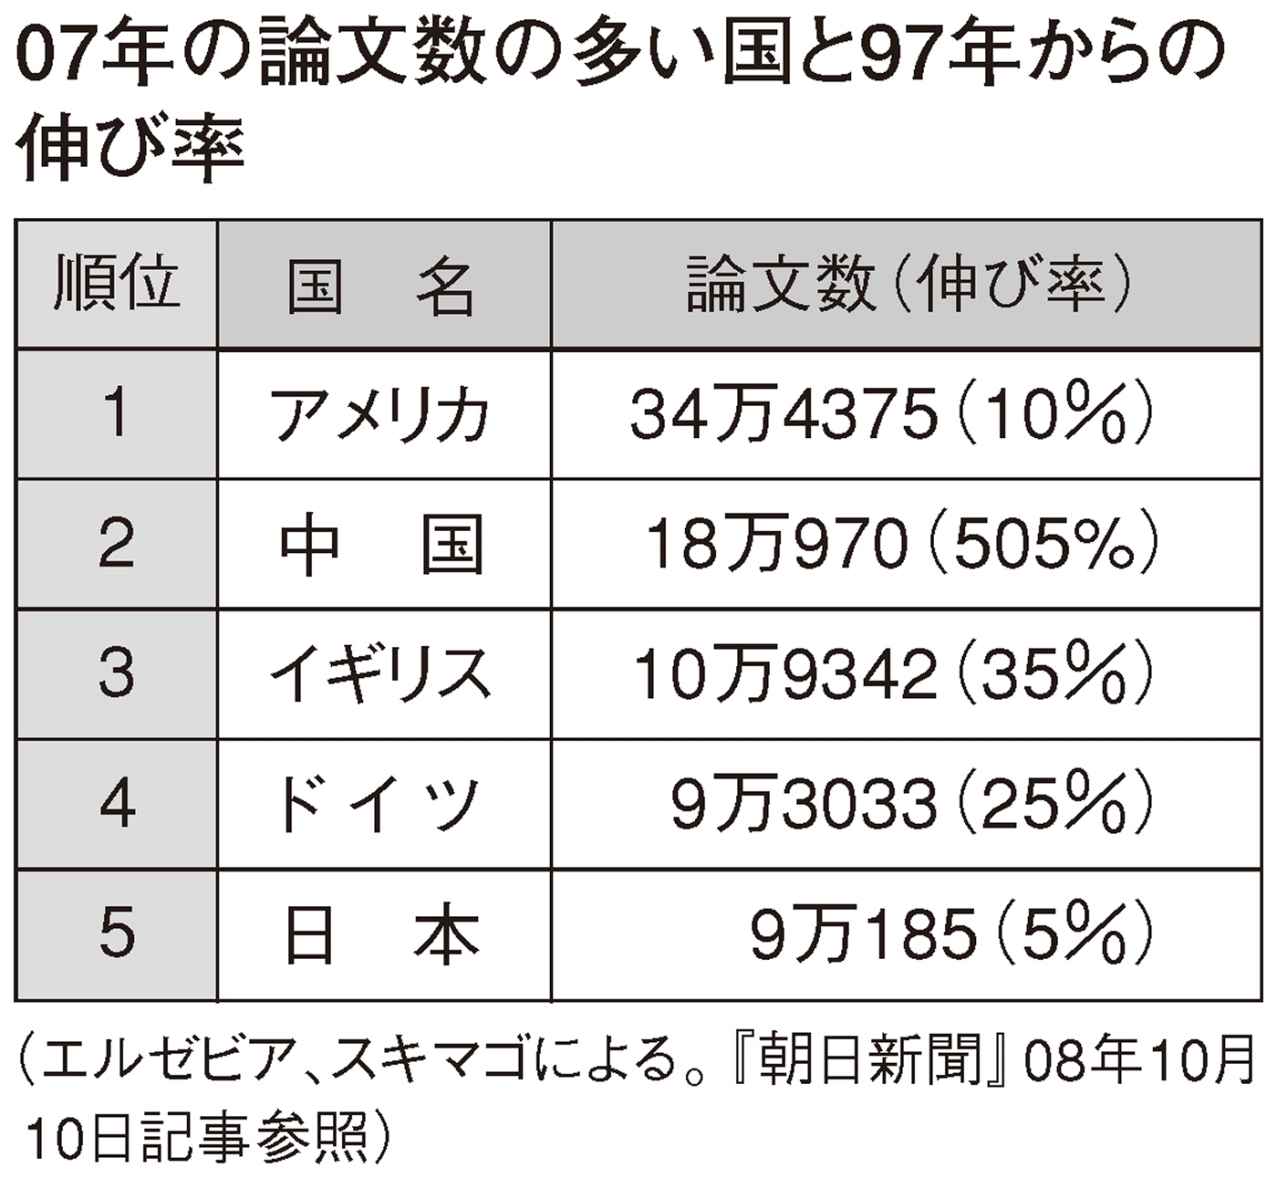 07年の論文数の多い国と97年からの
伸び率
順位 国　名 論文数（伸び率）
1 アメリカ 34万4375（10％）
2 中　国 18万970（505％）
3 イギリス 10万9342（35％）
4 ドイツ 9万3033（25％）
5 日　本 9万185（5％）
（エルゼビア、スキマゴによる。『朝日新聞』08年10月
10日記事参照）